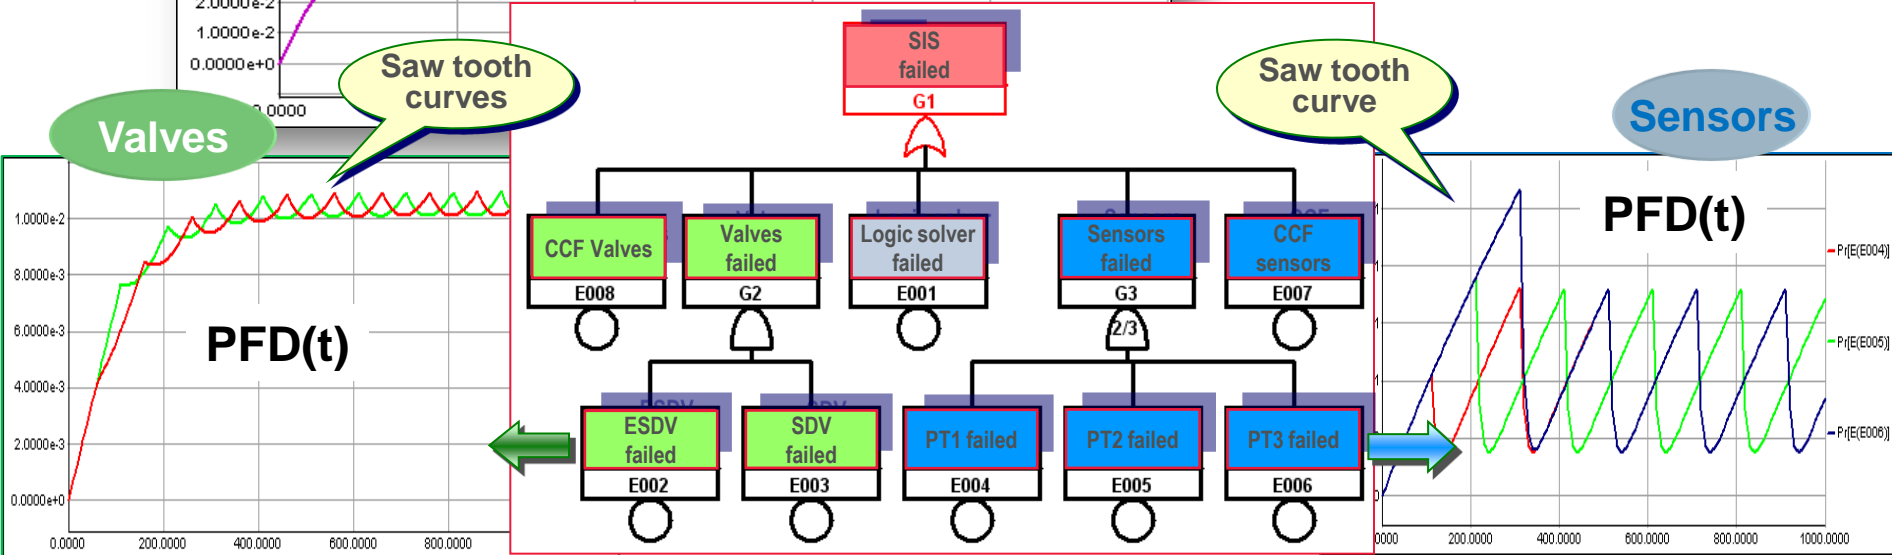 2.0000e-2
1.0000e-2
0.0000e+0
0.0000
Saw tooth
curves
Valves
SIS
failed
G1
Saw tooth
curve
Sensors
1.0000e-2
8.0000e-3
6.0000e-3
4.0000e-3
2.0000e-3
0.0000e+0
0.0000
200.0000
400.0000
600.0000
800.0000
PFD(t)
CCF Valves
E008
Valves
failed
G2
Logic solver
failed
E001
Sensors
failed
G3
2/3
CCF
sensors
E007
ESDV
failed
E002
SDV
failed
E003
PT1 failed
E004
PT2 failed
E005
PT3 failed
E006
PFD(t)
Pr[E(E004)]
Pr[E(E005)]
Pr[E(E006)]
0000
200.0000
400.0000
600.0000
800.0000
1000.0000